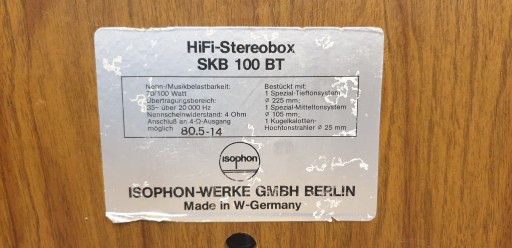 HiFi-Stereobox
SKB 100 BT
Nenn-/Musikbelastbarkeit:
70/100 Watt
Übertragungsbereich:
35- über 20 000 Hz
Nennscheinwiderstand: 4 Ohm
Anschluß an 4-Ω-Ausgang
möglich 80.5-14
Bestückt mit:
1 Spezial-Tieftonsystem
Ø 225 mm;
1 Spezial-Mitteltonsystem
Ø 105 mm;
1 Kugelkalotten-
Hochtonstrahler Ø 25 mm
isophon
ISOPHON-WERKE GMBH BERLIN
Made in W-Germany